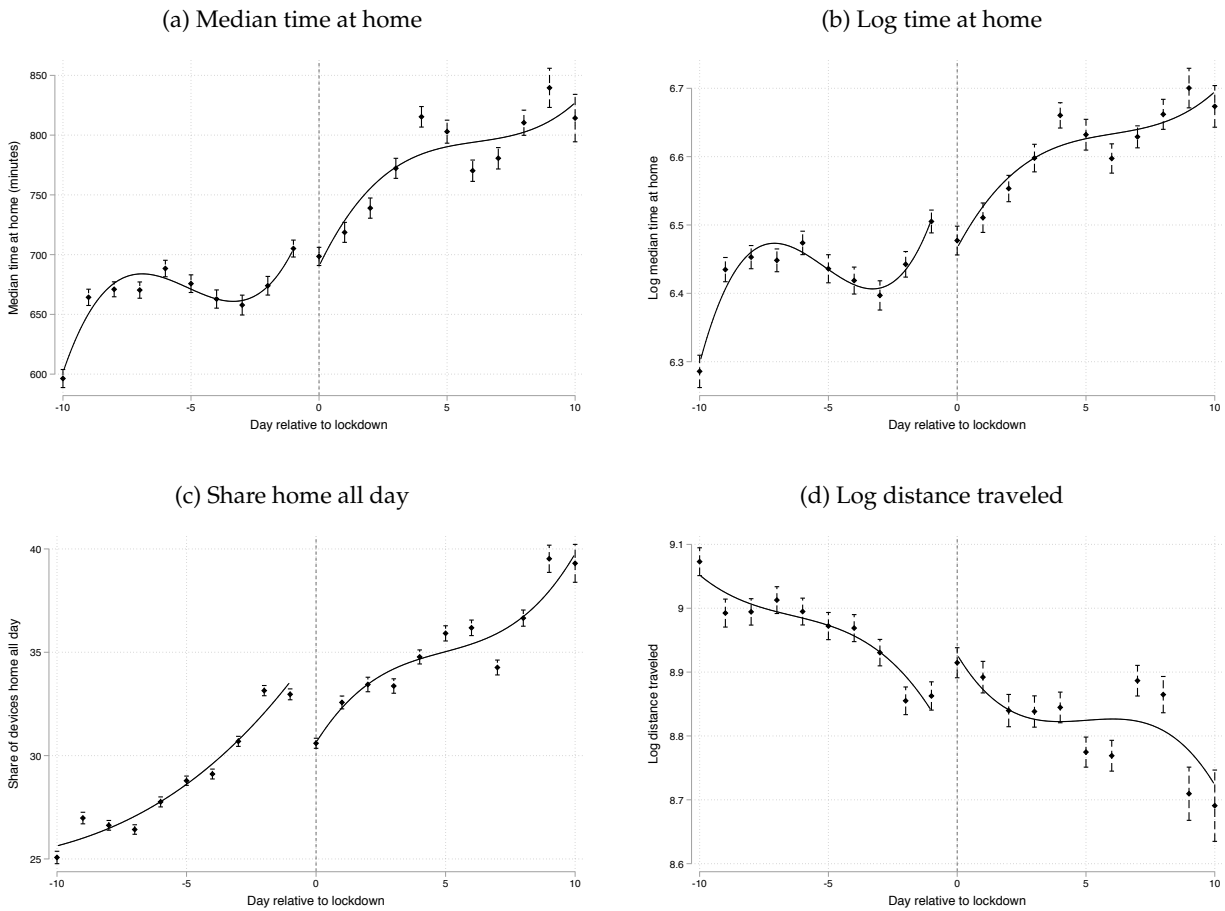 (a) Median time at home
(b) Log time at home
850
800
750
700
650
600
Median time at home (minutes)
-10 -5 0 5 10
Day relative to lockdown
6.7
6.6
6.5
6.4
6.3
Log median time at home
-10 -5 0 5 10
Day relative to lockdown
(c) Share home all day
(d) Log distance traveled
40
35
30
25
Share of devices home all day
-10 -5 0 5 10
Day relative to lockdown
9.1
9
8.9
8.8
8.7
8.6
Log distance traveled
-10 -5 0 5 10
Day relative to lockdown